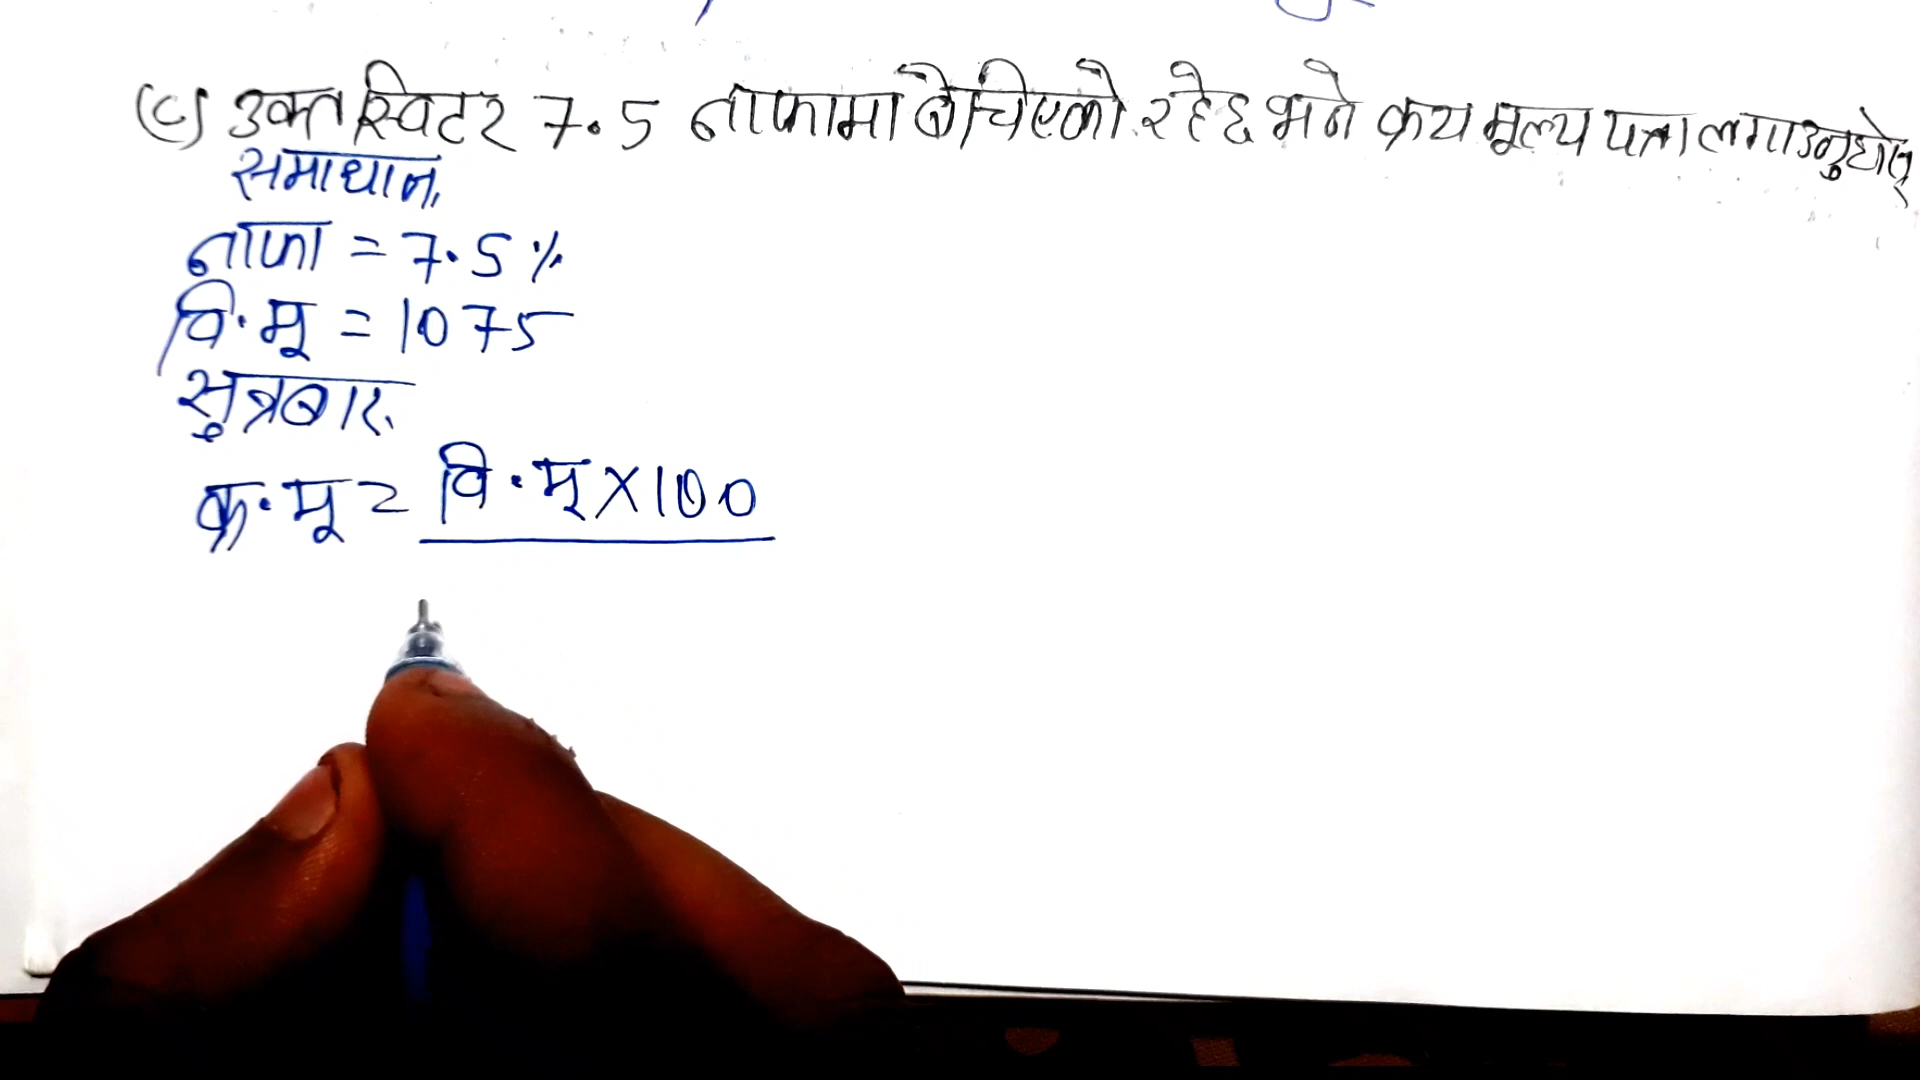 (c) उक्त स्विटर 7.5 नाफामा बेचिएको रहेछ भने क्रय मूल्य पत्ता लगाउनुहोस्
समाधान,
नाफा = 7.5%
वि.मू = 1075
सुत्रबाट,
क्र.मू = वि.मू × 100